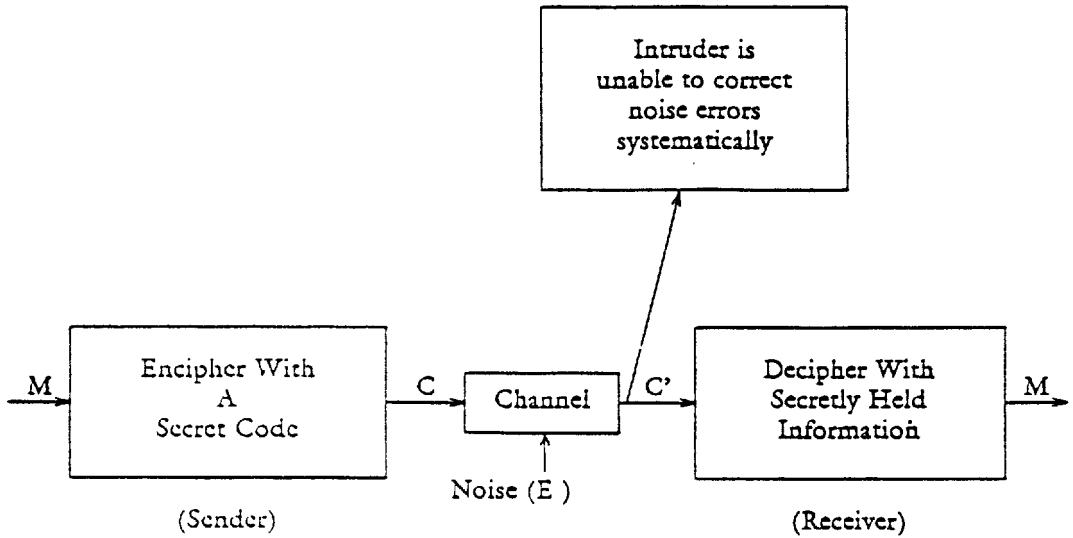 Intruder is
unable to correct
noise errors
systematically
M
Encipher With
A
Secret Code
C
Channel
C'
Decipher With
Secretly Held
Information
M
Noise (E )
(Sender)
(Receiver)